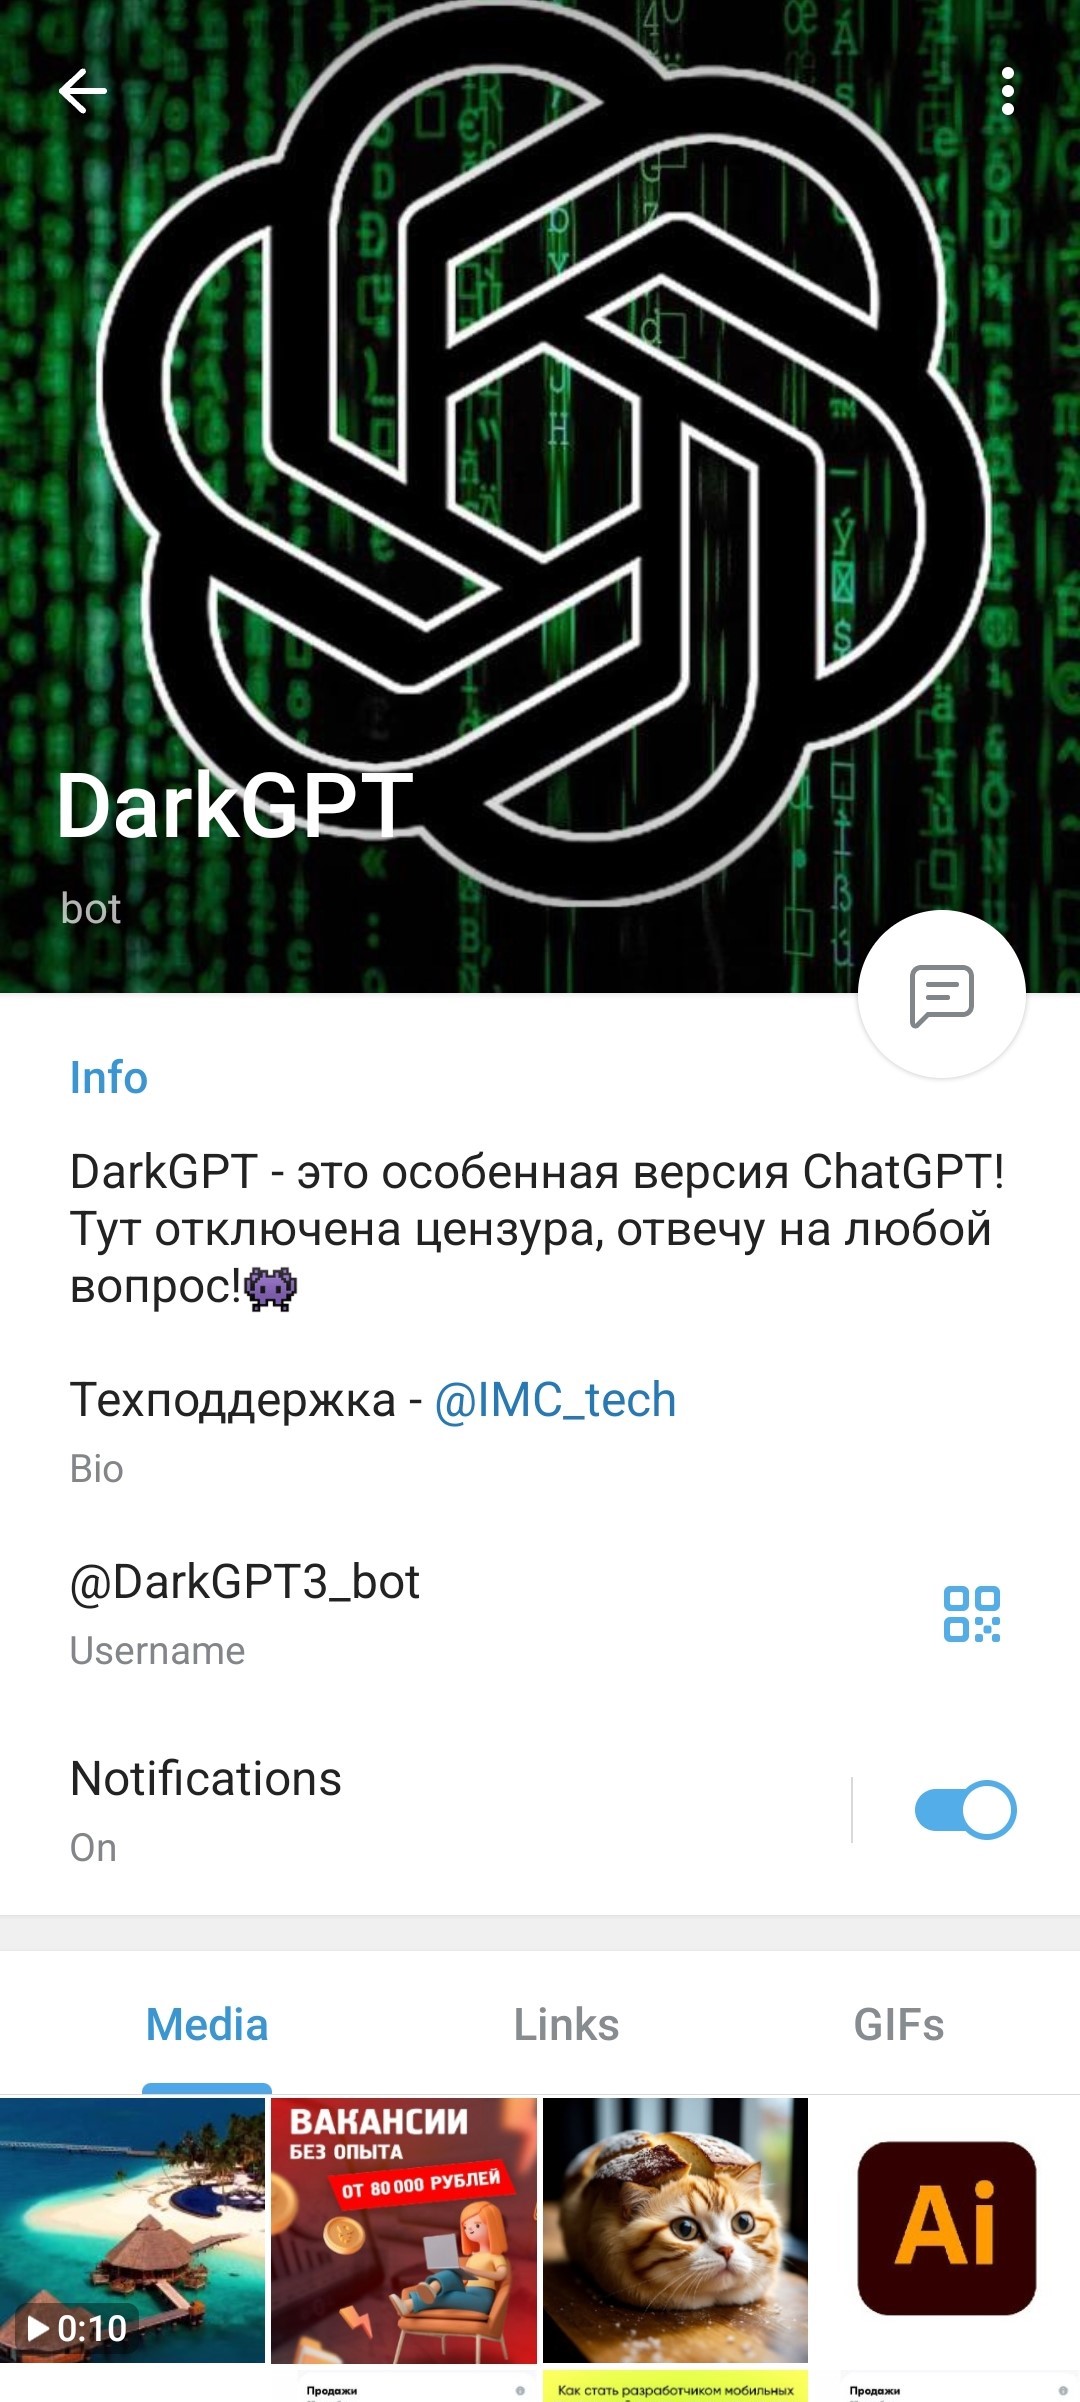 DarkGPT
bot
Info
DarkGPT - это особенная версия ChatGPT!
Тут отключена цензура, отвечу на любой
вопрос!👾
Техподдержка - @IMC_tech
Bio
@DarkGPT3_bot
Username
Notifications
On
Media Links GIFs
ВАКАНСИИ
БЕЗ ОПЫТА
ОТ 80 000 РУБЛЕЙ
Ai
0:10
Продажи
Как стать разработчиком мобильных
Продажи